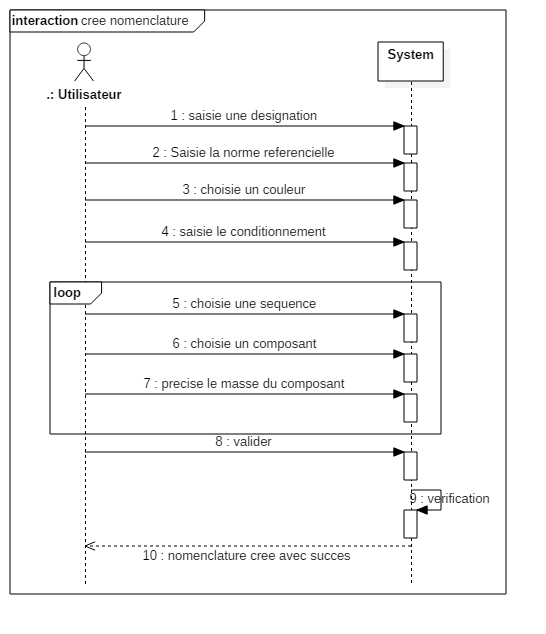 interaction cree nomenclature
System
.: Utilisateur
1 : saisie une designation
2 : Saisie la norme referencielle
3 : choisie un couleur
4 : saisie le conditionnement
loop
5 : choisie une sequence
6 : choisie un composant
7 : precise le masse du composant
8 : valider
9 : verification
10 : nomenclature cree avec succes